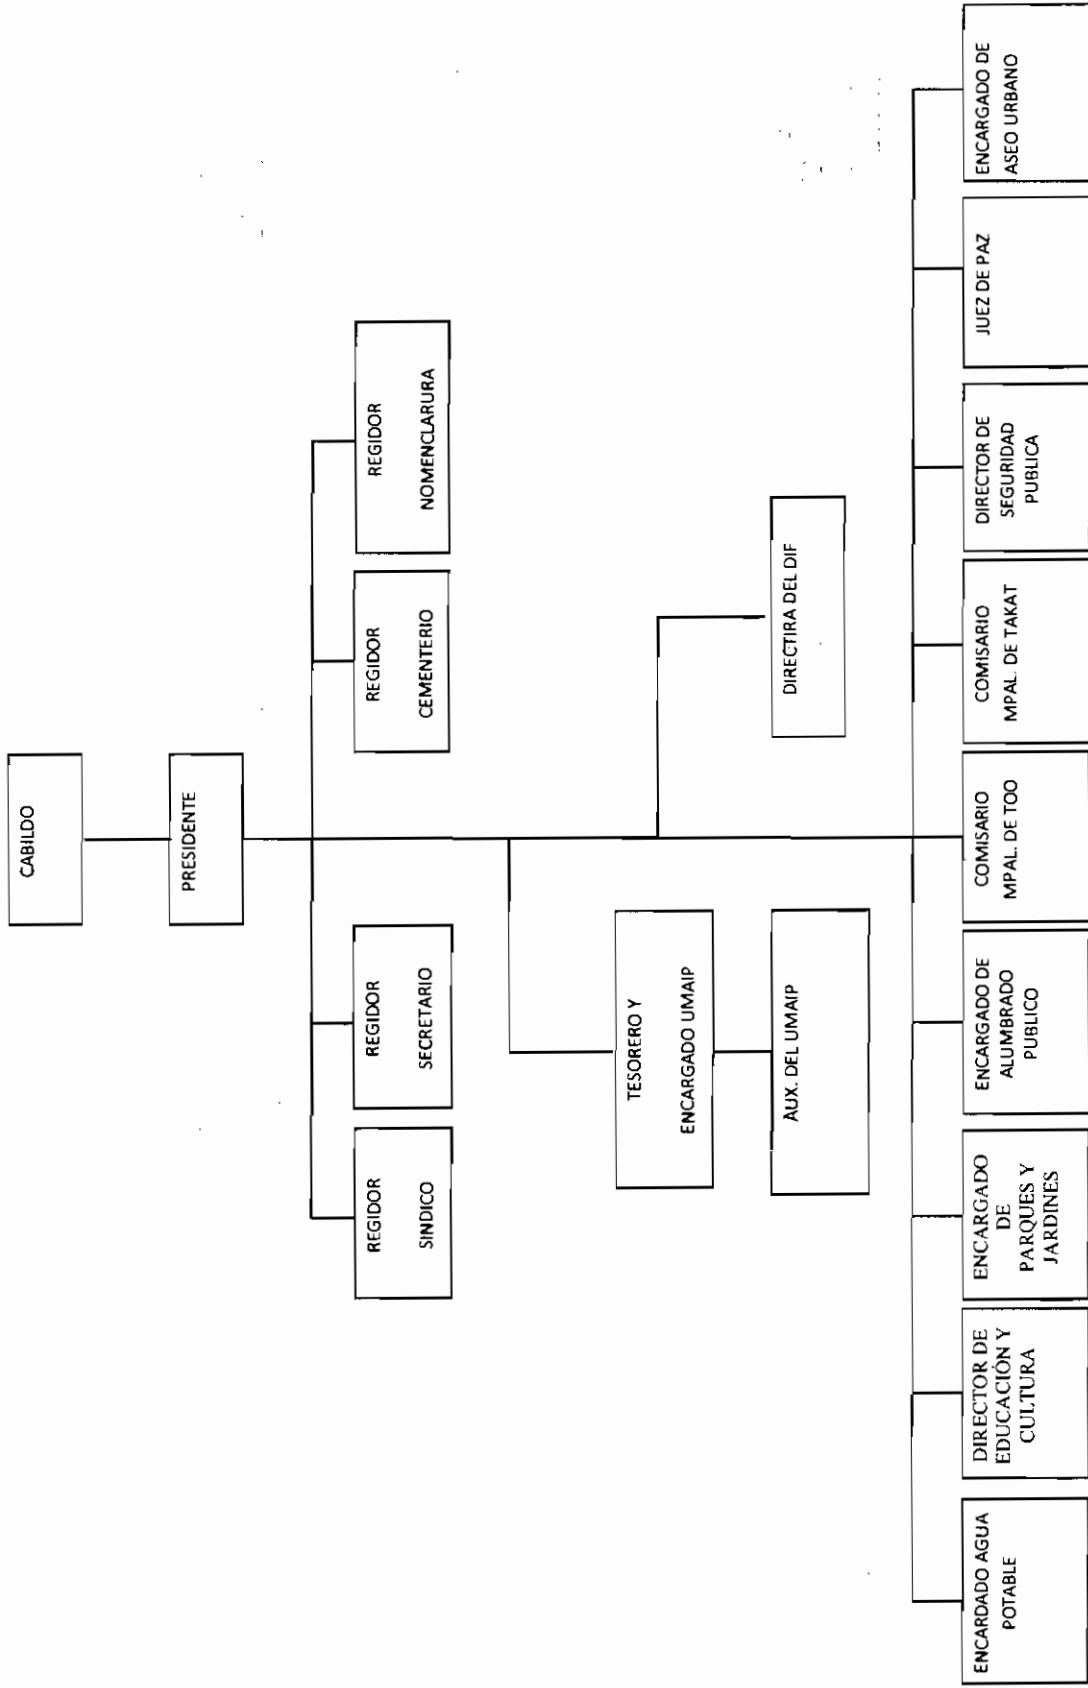 CABILDO
PRESIDENTE
REGIDOR
SINDICO
REGIDOR
SECRETARIO
REGIDOR
CEMENTERIO
REGIDOR
NOMENCLARURA
TESORERO Y
ENCARGADO UMAIP
AUX. DEL UMAIP
DIRECTIRA DEL DIF
ENCARDADO AGUA
POTABLE
DIRECTOR DE
EDUCACIÓN Y
CULTURA
ENCARGADO
DE
PARQUES Y
JARDINES
ENCARGADO DE
ALUMBRADO
PUBLICO
COMISARIO
MPAL. DE TOO
COMISARIO
MPAL. DE TAKAT
DIRECTOR DE
SEGURIDAD
PUBLICA
JUEZ DE PAZ
ENCARGADO DE
ASEO URBANO